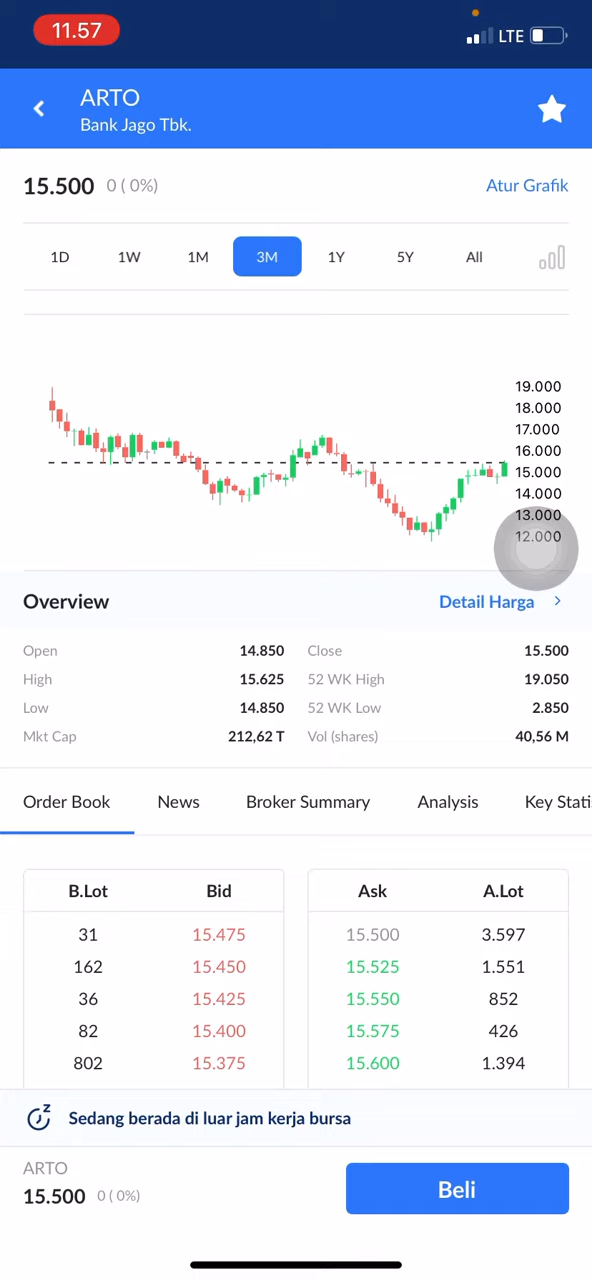 11.57
LTE
ARTO
Bank Jago Tbk.
15.500 0 ( 0%)
Atur Grafik
1D 1W 1M 3M 1Y 5Y All
19.000
18.000
17.000
16.000
15.000
14.000
13.000
12.000
Overview
Detail Harga
Open 14.850 Close 15.500
High 15.625 52 WK High 19.050
Low 14.850 52 WK Low 2.850
Mkt Cap 212,62 T Vol (shares) 40,56 M
Order Book News Broker Summary Analysis Key Stati
B.Lot Bid Ask A.Lot
31 15.475 15.500 3.597
162 15.450 15.525 1.551
36 15.425 15.550 852
82 15.400 15.575 426
802 15.375 15.600 1.394
z
Sedang berada di luar jam kerja bursa
ARTO
15.500 0 ( 0%)
Beli